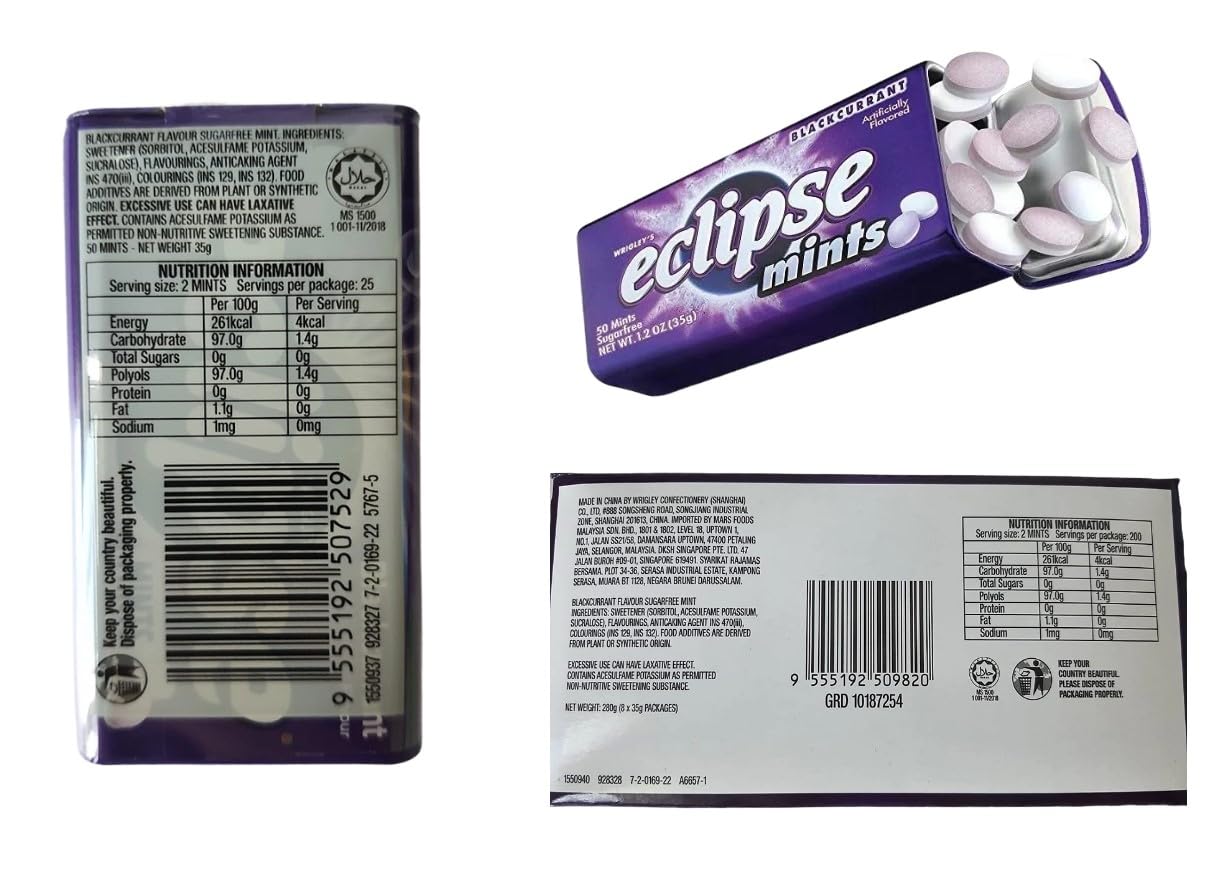 BLACKCURRANT FLAVOUR SUGARFREE MINT. INGREDIENTS:
SWEETENER (SORBITOL, ACESULFAME POTASSIUM,
SUCRALOSE), FLAVOURINGS, ANTICAKING AGENT
INS 470(iii), COLOURINGS (INS 129, INS 132). FOOD
ADDITIVES ARE DERIVED FROM PLANT OR SYNTHETIC
ORIGIN. EXCESSIVE USE CAN HAVE LAXATIVE
EFFECT. CONTAINS ACESULFAME POTASSIUM AS
PERMITTED NON-NUTRITIVE SWEETENING SUBSTANCE.
50 MINTS - NET WEIGHT 35g
حلال
MS 1500
1 001-11/2018
NUTRITION INFORMATION
Serving size: 2 MINTS Servings per package: 25
Per 100g Per Serving
Energy 261kcal 4kcal
Carbohydrate 97.0g 1.4g
Total Sugars 0g 0g
Polyols 97.0g 1.4g
Protein 0g 0g
Fat 1.1g 0g
Sodium 1mg 0mg
Keep your country beautiful.
Dispose of packaging properly.
9 555192 507529
1550937 928327 7-2-0169-22 5767-5
BLACKCURRANT
Artificially
Flavored
WRIGLEY'S
eclipse
mints
50 Mints
Sugarfree
NET WT. 1.2 OZ (35g)
MADE IN CHINA BY WRIGLEY CONFECTIONERY (SHANGHAI)
CO., LTD, #888 SONGSHENG ROAD, SONGJIANG INDUSTRIAL
ZONE, SHANGHAI 201613, CHINA. IMPORTED BY MARS FOODS
MALAYSIA SDN. BHD., 1801 & 1802, LEVEL 18, UPTOWN 1,
NO.1, JALAN SS21/58, DAMANSARA UPTOWN, 47400 PETALING
JAYA, SELANGOR, MALAYSIA. DKSH SINGAPORE PTE. LTD. 47
JALAN BUROH #09-01, SINGAPORE 619491. SYARIKAT RAJAMAS
BERSAMA, PLOT 34-36, SERASA INDUSTRIAL ESTATE, KAMPONG
SERASA, MUARA BT 1128, NEGARA BRUNEI DARUSSALAM.
BLACKCURRANT FLAVOUR SUGARFREE MINT
INGREDIENTS: SWEETENER (SORBITOL, ACESULFAME POTASSIUM,
SUCRALOSE), FLAVOURINGS, ANTICAKING AGENT INS 470(iii),
COLOURINGS (INS 129, INS 132). FOOD ADDITIVES ARE DERIVED
FROM PLANT OR SYNTHETIC ORIGIN.
EXCESSIVE USE CAN HAVE LAXATIVE EFFECT.
CONTAINS ACESULFAME POTASSIUM AS PERMITTED
NON-NUTRITIVE SWEETENING SUBSTANCE.
NET WEIGHT: 280g (8 x 35g PACKAGES)
1550940 928328 7-2-0169-22 A6657-1
9 555192 509820
GRD 10187254
NUTRITION INFORMATION
Serving size: 2 MINTS Servings per package: 200
Per 100g Per Serving
Energy 261kcal 4kcal
Carbohydrate 97.0g 1.4g
Total Sugars 0g 0g
Polyols 97.0g 1.4g
Protein 0g 0g
Fat 1.1g 0g
Sodium 1mg 0mg
حلال
MS 1500
1 001-11/2018
KEEP YOUR
COUNTRY BEAUTIFUL.
PLEASE DISPOSE OF
PACKAGING PROPERLY.